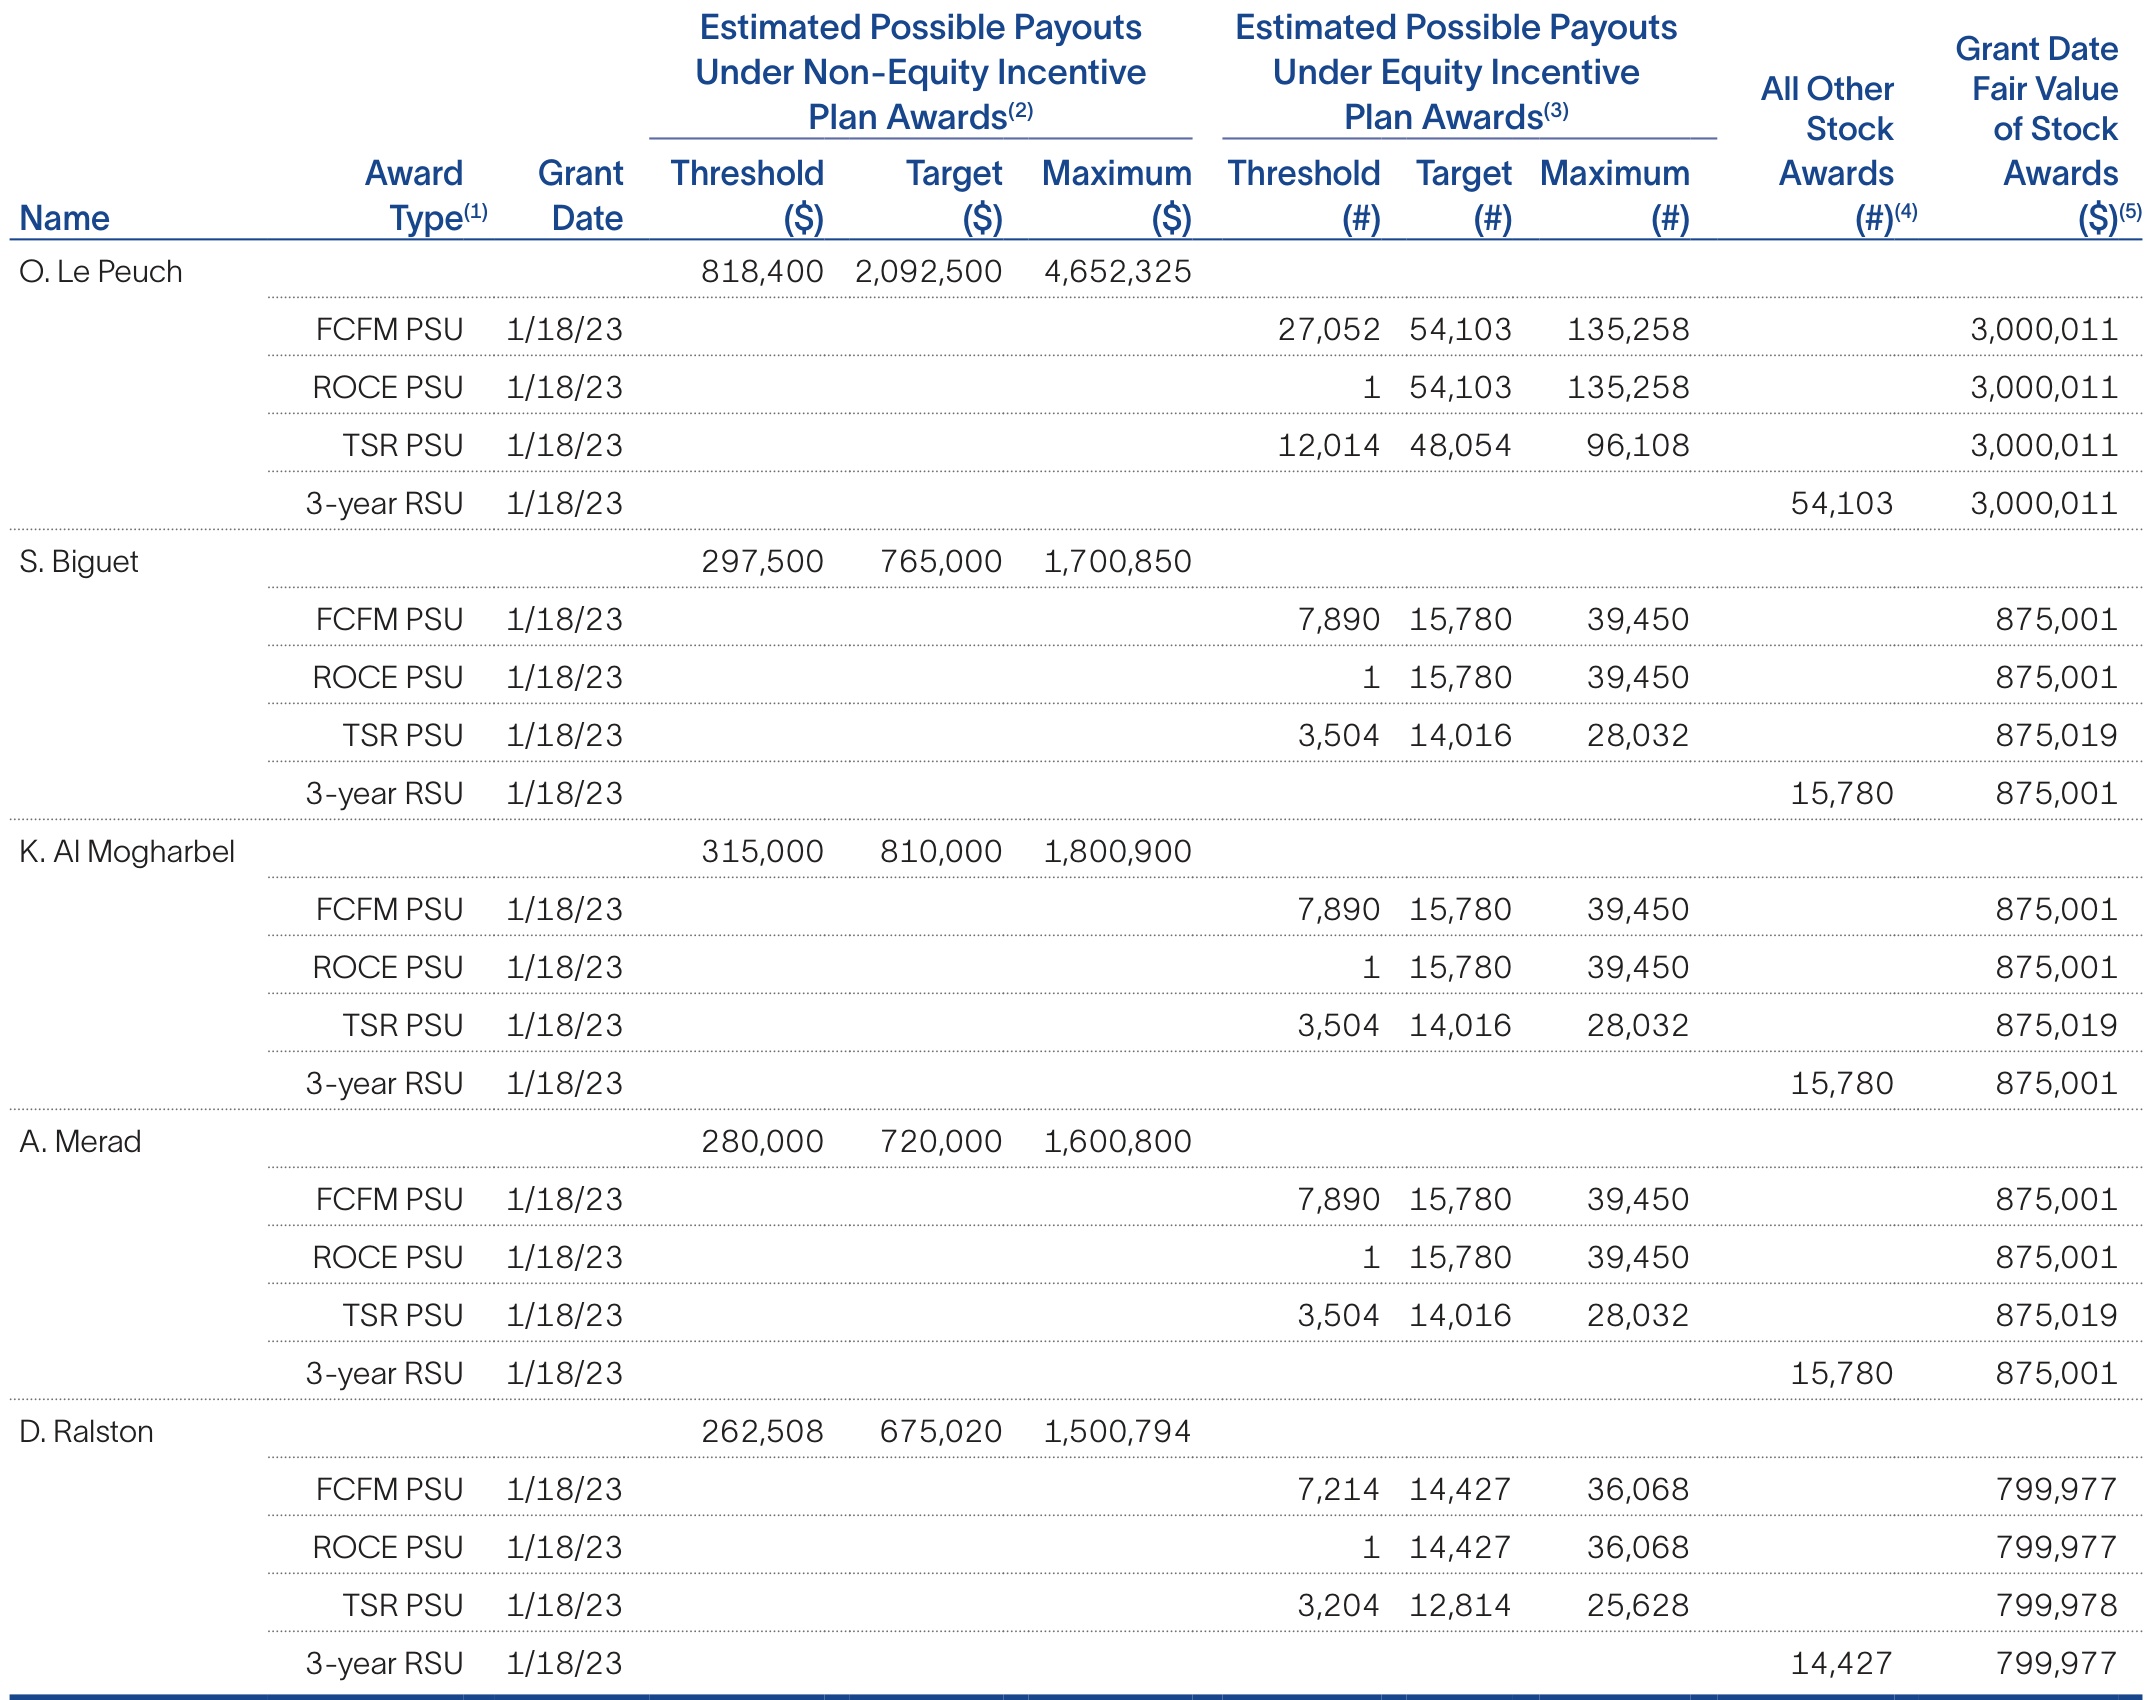 Estimated Possible Payouts Under Non-Equity Incentive Plan Awards(2)
Estimated Possible Payouts Under Equity Incentive Plan Awards(3)
Name Award Type(1) Grant Date Threshold ($) Target ($) Maximum ($) Threshold (#) Target (#) Maximum (#) All Other Stock Awards (#)(4) Grant Date Fair Value of Stock Awards ($)(5)
O. Le Peuch 818,400 2,092,500 4,652,325
FCFM PSU 1/18/23 27,052 54,103 135,258 3,000,011
ROCE PSU 1/18/23 1 54,103 135,258 3,000,011
TSR PSU 1/18/23 12,014 48,054 96,108 3,000,011
3-year RSU 1/18/23 54,103 3,000,011
S. Biguet 297,500 765,000 1,700,850
FCFM PSU 1/18/23 7,890 15,780 39,450 875,001
ROCE PSU 1/18/23 1 15,780 39,450 875,001
TSR PSU 1/18/23 3,504 14,016 28,032 875,019
3-year RSU 1/18/23 15,780 875,001
K. Al Mogharbel 315,000 810,000 1,800,900
FCFM PSU 1/18/23 7,890 15,780 39,450 875,001
ROCE PSU 1/18/23 1 15,780 39,450 875,001
TSR PSU 1/18/23 3,504 14,016 28,032 875,019
3-year RSU 1/18/23 15,780 875,001
A. Merad 280,000 720,000 1,600,800
FCFM PSU 1/18/23 7,890 15,780 39,450 875,001
ROCE PSU 1/18/23 1 15,780 39,450 875,001
TSR PSU 1/18/23 3,504 14,016 28,032 875,019
3-year RSU 1/18/23 15,780 875,001
D. Ralston 262,508 675,020 1,500,794
FCFM PSU 1/18/23 7,214 14,427 36,068 799,977
ROCE PSU 1/18/23 1 14,427 36,068 799,977
TSR PSU 1/18/23 3,204 12,814 25,628 799,978
3-year RSU 1/18/23 14,427 799,977